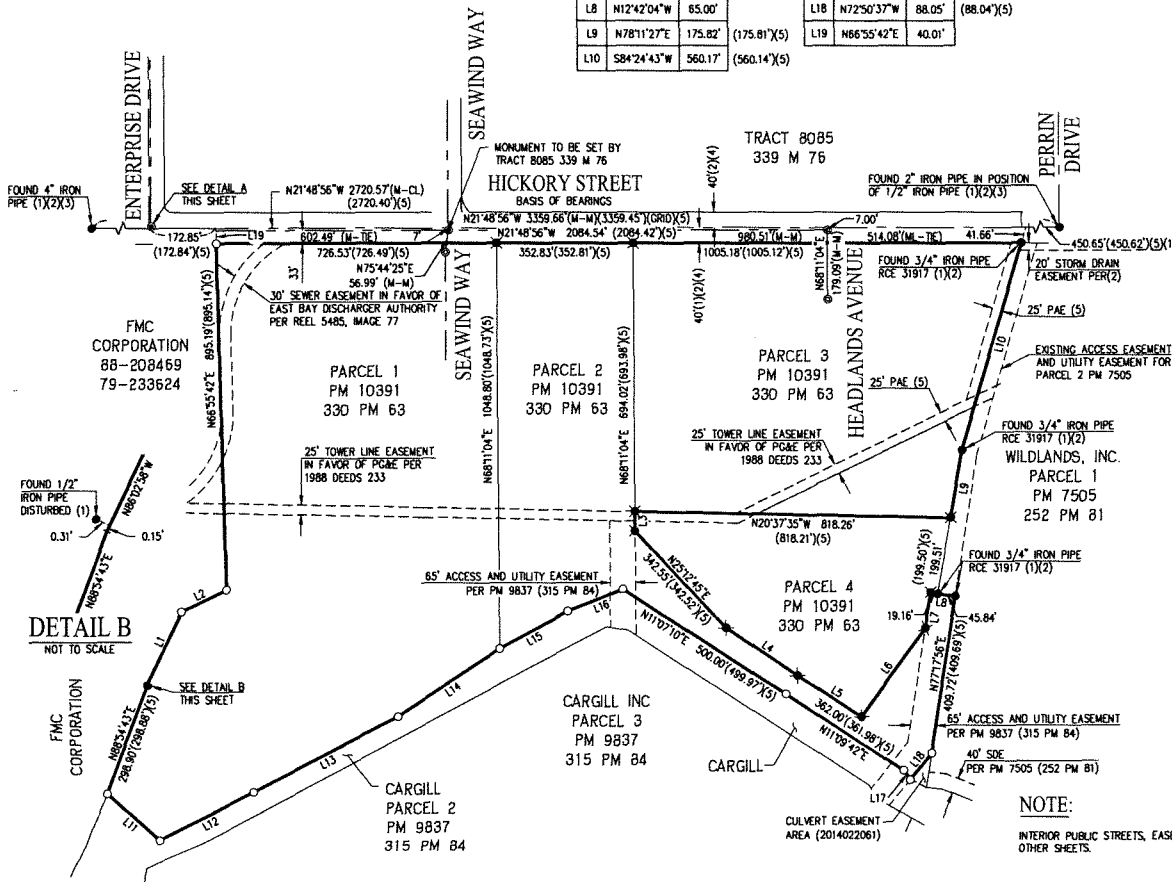 L8 N12°42'04"W 65.00'
L9 N78°11'27"E 175.82' (175.81')(5)
L10 S84°24'43"W 560.17' (560.14')(5)
L18 N72°50'37"W 88.05' (88.04')(5)
L19 N66°55'42"E 40.01'
ENTERPRISE DRIVE
SEAWIND WAY
PERRIN
DRIVE
TRACT 8085
339 M 76
MONUMENT TO BE SET BY
TRACT 8085 339 M 76
HICKORY STREET
BASIS OF BEARINGS
40'(2)(4)
FOUND 4" IRON
PIPE (1)(2)(3)
SEE DETAIL A
THIS SHEET
N21°48'56"W 2720.57'(M-CL)
(2720.40')(5)
FOUND 2" IRON PIPE IN POSITION
OF 1/2" IRON PIPE (1)(2)(3)
N21°48'56"W 3359.66'(M-M)(3359.45')(GRID)(5)
7.00'
172.85'
L19
602.49' (M-TIE)
7'
N21°48'56"W 2084.54' (2084.42')(5)
980.51'(M-M)
514.08'(ML-TIE)
41.66'
450.65'(450.62')(5)(1
(172.84')(5)
33'
726.53'(726.49')(5)
352.83'(352.81')(5)
1005.18'(1005.12')(5)
N75°44'25"E
56.99' (M-M)
40'(1)(2)(4)
N68°11'04"E
179.09'(M-M)
FOUND 3/4" IRON PIPE
RCE 31917 (1)(2)
20' STORM DRAIN
EASEMENT PER(2)
30' SEWER EASEMENT IN FAVOR OF
EAST BAY DISCHARGER AUTHORITY
PER REEL 5485, IMAGE 77
SEAWIND WAY
HEADLANDS AVENUE
25' PAE (5)
L10
FMC
CORPORATION
88-208469
79-233624
N66°55'42"E 895.19'(895.14')(5)
PARCEL 1
PM 10391
330 PM 63
N68°11'04"E 1048.80'(1048.73')(5)
PARCEL 2
PM 10391
330 PM 63
N68°11'04"E 694.02'(693.98')(5)
PARCEL 3
PM 10391
330 PM 63
25' PAE (5)
EXISTING ACCESS EASEMENT
AND UTILITY EASEMENT FOR
PARCEL 2 PM 7505
25' TOWER LINE EASEMENT
IN FAVOR OF PG&E PER
1988 DEEDS 233
25' TOWER LINE EASEMENT
IN FAVOR OF PG&E PER
1988 DEEDS 233
FOUND 3/4" IRON PIPE
RCE 31917 (1)(2)
WILDLANDS, INC.
PARCEL 1
PM 7505
252 PM 81
L9
FOUND 1/2"
IRON PIPE
DISTURBED (1)
N86°02'58"W
0.31'
0.15'
N88°54'43"E
DETAIL B
NOT TO SCALE
N20°37'35"W 818.26'
(818.21')(5)
(199.50')(5)
199.51'
FOUND 3/4" IRON PIPE
RCE 31917 (1)(2)
L8
N25°12'45"E
342.55'(342.52')(5)
65' ACCESS AND UTILITY EASEMENT
PER PM 9837 (315 PM 84)
PARCEL 4
PM 10391
330 PM 63
19.16'
L7
45.84'
N77°17'56"E
409.72'(409.69')(5)
L2
L1
L16
L15
L14
L13
N11°07'10"E 500.00'(499.97')(5)
L4
L5
L6
362.00'(361.98')(5)
N11°09'42"E
SEE DETAIL B
THIS SHEET
FMC
CORPORATION
N88°54'43"E
298.90'(298.86')(5)
65' ACCESS AND UTILITY EASEMENT
PER PM 9837 (315 PM 84)
CARGILL INC
PARCEL 3
PM 9837
315 PM 84
CARGILL
L18
40' SDE
PER PM 7505 (252 PM 81)
L17
CARGILL
PARCEL 2
PM 9837
315 PM 84
L11
L12
CULVERT EASEMENT
AREA (2014022061)
NOTE:
INTERIOR PUBLIC STREETS, EASE
OTHER SHEETS.